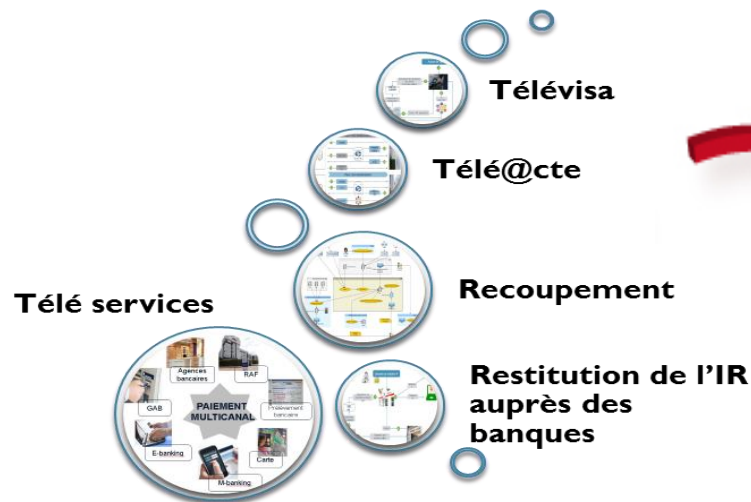 Télévisa
Télé@cte
Recoupement
Télé services
Restitution de l'IR
auprès des
banques
Agences
bancaires
RAF
GAB
PAIEMENT
MULTICANAL
Prélèvement
bancaire
E-banking
Carte
M-banking